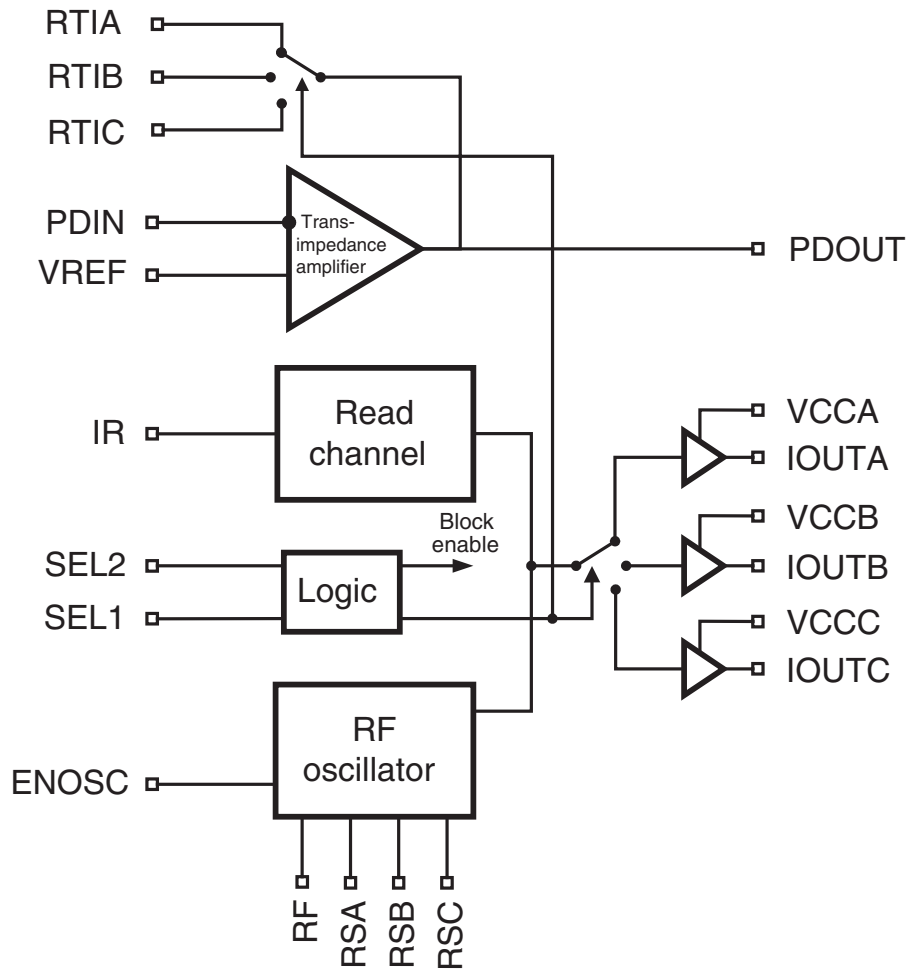 RTIA
RTIB
RTIC
PDIN
VREF
Trans-
impedance
amplifier
PDOUT
IR
Read
channel
VCCA
IOUTA
Block
enable
VCCB
IOUTB
SEL2
SEL1
Logic
VCCC
IOUTC
RF
oscillator
ENOSC
RF
RSA
RSB
RSC